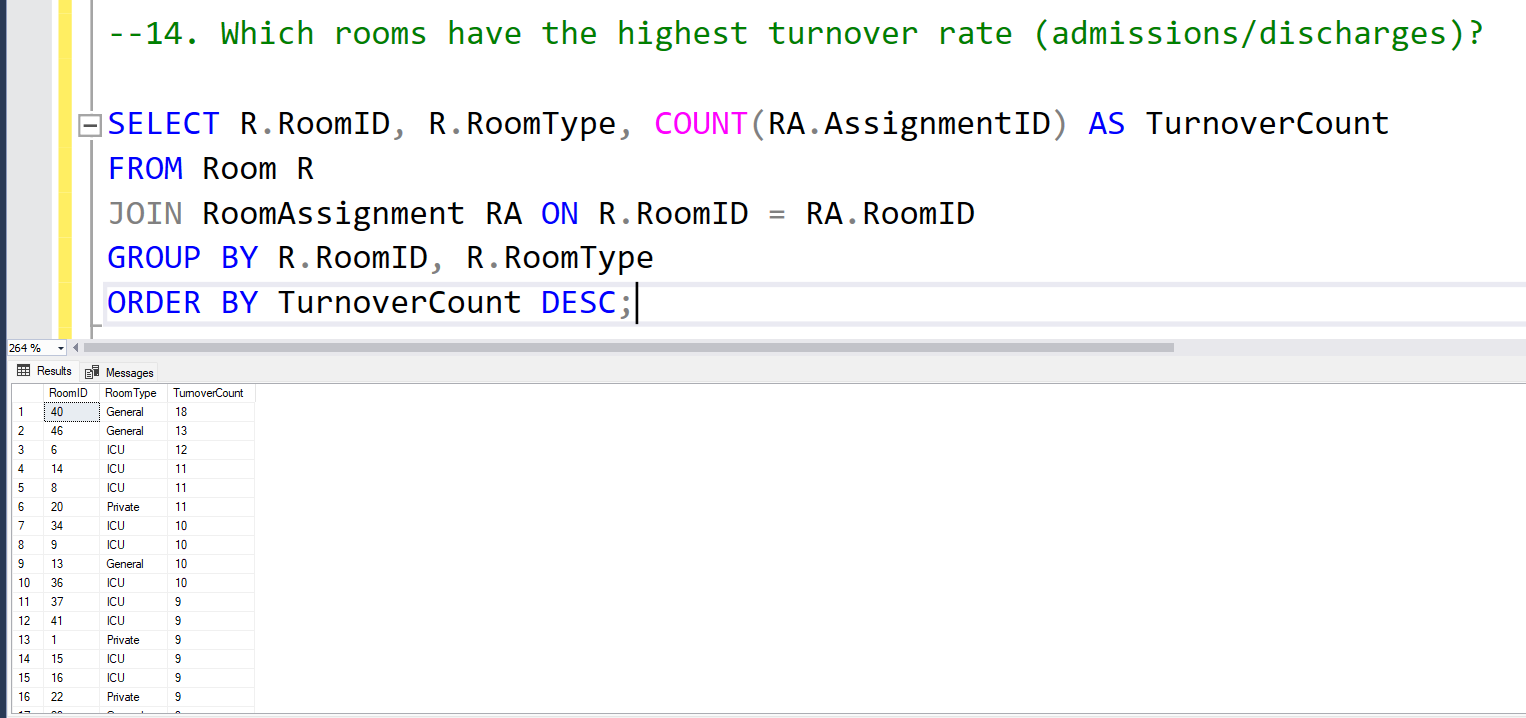 --14. Which rooms have the highest turnover rate (admissions/discharges)?
SELECT R.RoomID, R.RoomType, COUNT(RA.AssignmentID) AS TurnoverCount
FROM Room R
JOIN RoomAssignment RA ON R.RoomID = RA.RoomID
GROUP BY R.RoomID, R.RoomType
ORDER BY TurnoverCount DESC;
264 %
Results Messages
RoomID RoomType TurnoverCount
1 40 General 18
2 46 General 13
3 6 ICU 12
4 14 ICU 11
5 8 ICU 11
6 20 Private 11
7 34 ICU 10
8 9 ICU 10
9 13 General 10
10 36 ICU 10
11 37 ICU 9
12 41 ICU 9
13 1 Private 9
14 15 ICU 9
15 16 ICU 9
16 22 Private 9